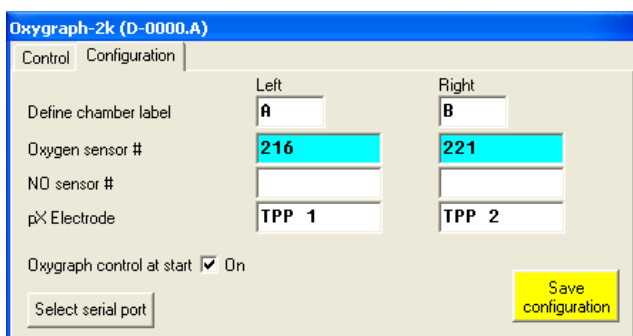 Oxygraph-2k (D-0000.A)
Control Configuration
Left Right
Define chamber label A B
Oxygen sensor # 216 221
NO sensor #
pX Electrode TPP 1 TPP 2
Oxygraph control at start On
Select serial port
Save
configuration